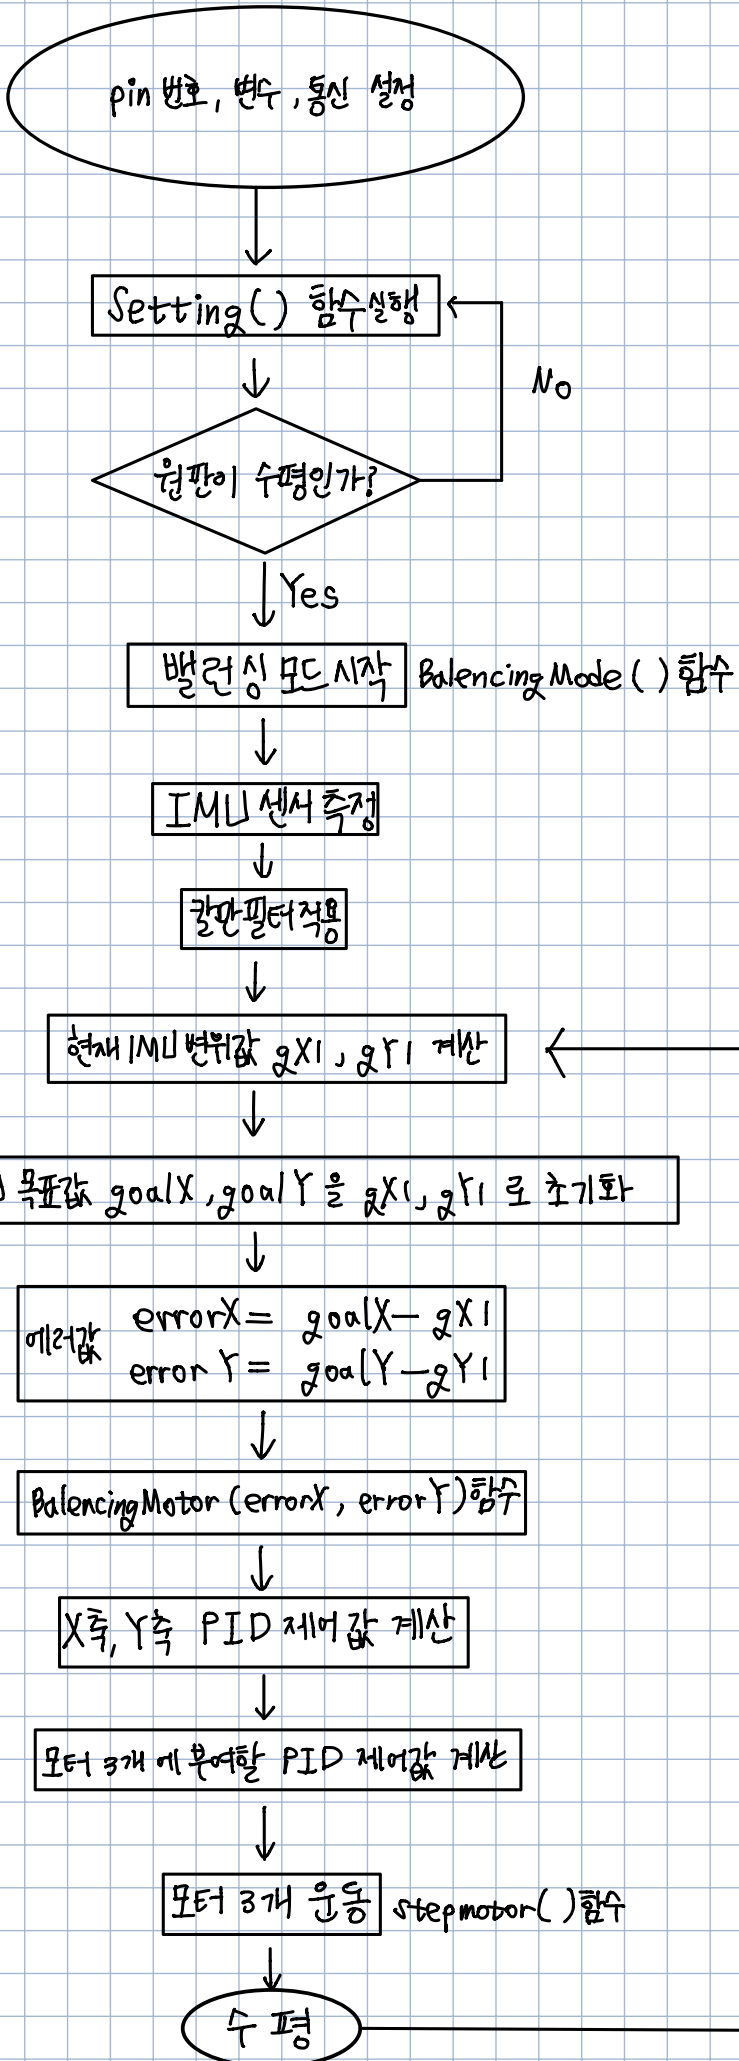 pin 번호, 변수, 통신 설정
Setting() 함수실행
No
원판이 수평인가?
Yes
밸런싱 모드 시작 BalencingMode() 함수
IMU 센서 측정
칼만필터적용
현재 IMU 변위값 gX1, gY1 계산
목표값 goalX, goalY 을 gX1, gY1 로 초기화
errorX = goalX - gX1
에러값
errorY = goalY - gY1
BalencingMotor (errorX, errorY) 함수
X축, Y축 PID 제어값 계산
모터 3개에 부여할 PID 제어값 계산
모터 3개 운동 stepmotor() 함수
수평